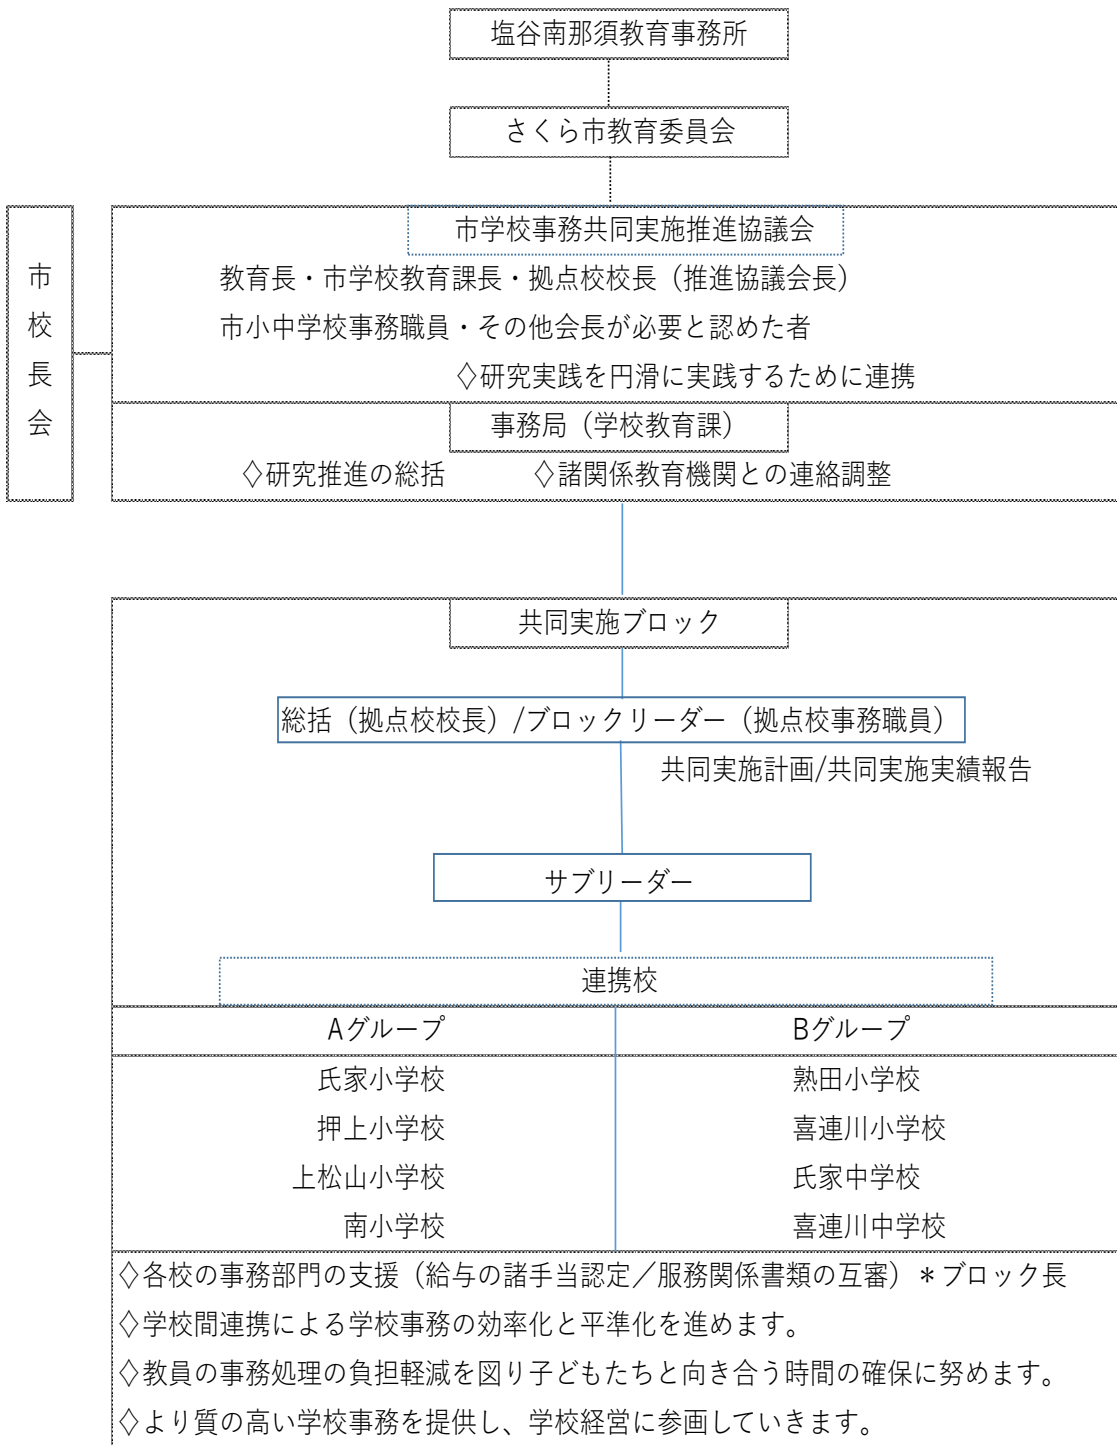 塩谷南那須教育事務所
さくら市教育委員会
市校長会
市学校事務共同実施推進協議会
教育長・市学校教育課長・拠点校校長（推進協議会長）
市小中学校事務職員・その他会長が必要と認めた者
◇研究実践を円滑に実践するために連携
事務局（学校教育課）
◇研究推進の総括　　◇諸関係教育機関との連絡調整
共同実施ブロック
総括（拠点校校長）/ブロックリーダー（拠点校事務職員）
共同実施計画/共同実施実績報告
サブリーダー
連携校
Aグループ　Bグループ
氏家小学校　熟田小学校
押上小学校　喜連川小学校
上松山小学校　氏家中学校
南小学校　喜連川中学校
◇各校の事務部門の支援（給与の諸手当認定／服務関係書類の互審）＊ブロック長
◇学校間連携による学校事務の効率化と平準化を進めます。
◇教員の事務処理の負担軽減を図り子どもたちと向き合う時間の確保に努めます。
◇より質の高い学校事務を提供し、学校経営に参画していきます。